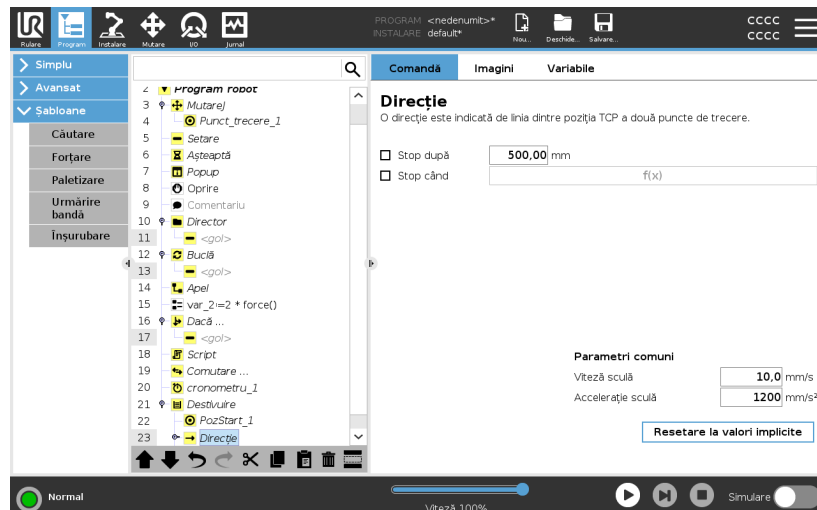 PROGRAM <nedenumit>*
INSTALARE default*
CCCC
CCCC
Rulare
Program
Instalare
Mutare
I/O
Jurnal
Nou...
Deschide...
Salvare...
Simplu
Avansat
Șabloane
Căutare
Forțare
Paletizare
Urmărire
bandă
Înșurubare
2 Program robot
3 MutareJ
4 Punct_trecere_1
5 Setare
6 Așteaptă
7 Popup
8 Oprire
9 Comentariu
10 Director
11 <gol>
12 Buclă
13 <gol>
14 Apel
15 var_2≔2 * force()
16 Dacă ...
17 <gol>
18 Script
19 Comutare ...
20 cronometru_1
21 Destivuire
22 PozStart_1
23 Direcție
Comandă Imagini Variabile
Direcție
O direcție este indicată de linia dintre poziția TCP a două puncte de trecere.
Stop după 500,00 mm
Stop când f(x)
Parametri comuni
Viteză sculă 10,0 mm/s
Accelerație sculă 1200 mm/s²
Resetare la valori implicite
Normal
Viteză 100%
Simulare